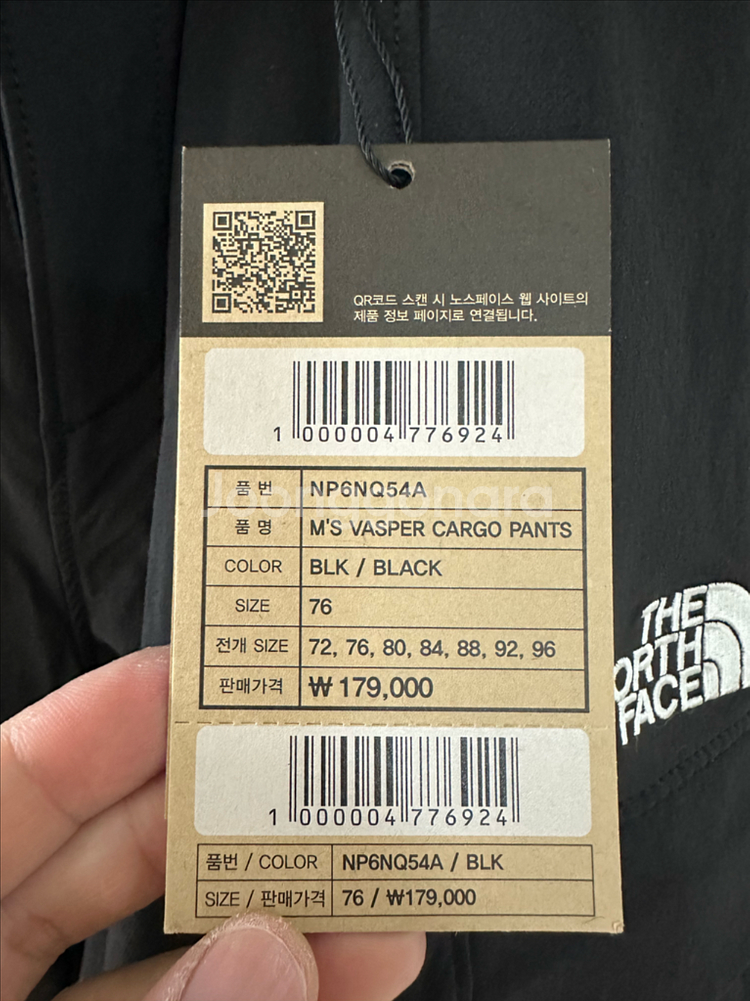 QR코드 스캔 시 노스페이스 웹 사이트의
제품 정보 페이지로 연결됩니다.
1 000004 776924
품 번 NP6NQ54A
Joonggonara
품 명 M'S VASPER CARGO PANTS
COLOR BLK / BLACK
SIZE 76
전개 SIZE 72, 76, 80, 84, 88, 92, 96
판매가격 ₩ 179,000
THE
NORTH
FACE
1 000004 776924
품번 / COLOR NP6NQ54A / BLK
SIZE / 판매가격 76 / ₩179,000